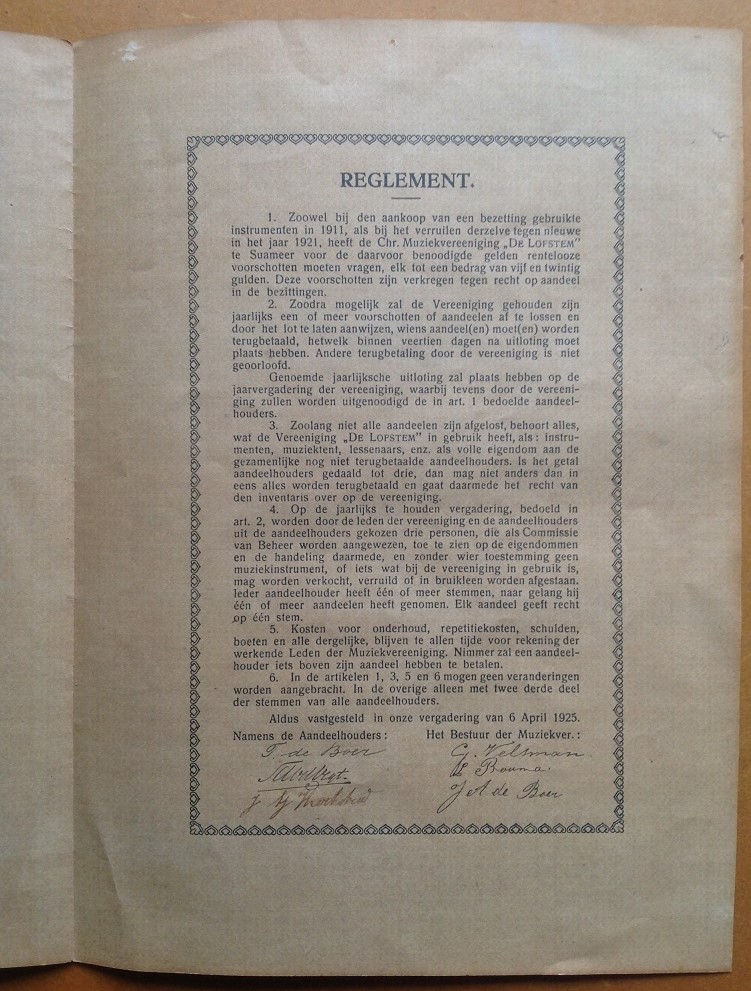 REGLEMENT.
1. Zoowel bij den aankoop van een bezetting gebruikte
instrumenten in 1911, als bij het verruilen derzelve tegen nieuwe
in het jaar 1921, heeft de Chr. Muziekvereeniging „DE LOFSTEM”
te Suameer voor de daarvoor benoodigde gelden rentelooze
voorschotten moeten vragen, elk tot een bedrag van vijf en twintig
gulden. Deze voorschotten zijn verkregen tegen recht op aandeel
in de bezittingen.
2. Zoodra mogelijk zal de Vereeniging gehouden zijn
jaarlijks een of meer voorschotten of aandeelen af te lossen en
door het lot te laten aanwijzen, wiens aandeel(en) moet(en) worden
terugbetaald, hetwelk binnen veertien dagen na uitloting moet
plaats hebben. Andere terugbetaling door de vereeniging is niet
geoorloofd.
Genoemde jaarlijksche uitloting zal plaats hebben op de
jaarvergadering der vereeniging, waarbij tevens door de vereeni-
ging zullen worden uitgenoodigd de in art. 1 bedoelde aandeel-
houders.
3. Zoolang niet alle aandeelen zijn afgelost, behoort alles,
wat de Vereeniging „DE LOFSTEM” in gebruik heeft, als: instru-
menten, muziektent, lessenaars, enz. als volle eigendom aan de
gezamenlijke nog niet terugbetaalde aandeelhouders. Is het getal
aandeelhouders gedaald tot drie, dan mag niet anders dan in
eens alles worden terugbetaald en gaat daarmede het recht van
den inventaris over op de vereeniging.
4. Op de jaarlijks te houden vergadering, bedoeld in
art. 2, worden door de leden der vereeniging en de aandeelhouders
uit de aandeelhouders gekozen drie personen, die als Commissie
van Beheer worden aangewezen, toe te zien op de eigendommen
en de handeling daarmede, en zonder wier toestemming geen
muziekinstrument, of iets wat bij de vereeniging in gebruik is,
mag worden verkocht, verruild of in bruikleen worden afgestaan.
Ieder aandeelhouder heeft één of meer stemmen, naar gelang hij
één of meer aandeelen heeft genomen. Elk aandeel geeft recht
op één stem.
5. Kosten voor onderhoud, repetitiekosten, schulden,
boeten en alle dergelijke, blijven te allen tijde voor rekening der
werkende Leden der Muziekvereeniging. Nimmer zal een aandeel-
houder iets boven zijn aandeel hebben te betalen.
6. In de artikelen 1, 3, 5 en 6 mogen geen veranderingen
worden aangebracht. In de overige alleen met twee derde deel
der stemmen van alle aandeelhouders.
Aldus vastgesteld in onze vergadering van 6 April 1925.
Namens de Aandeelhouders: Het Bestuur der Muziekver.:
T. de Boer G. Velsman
Bouma
J de Boer